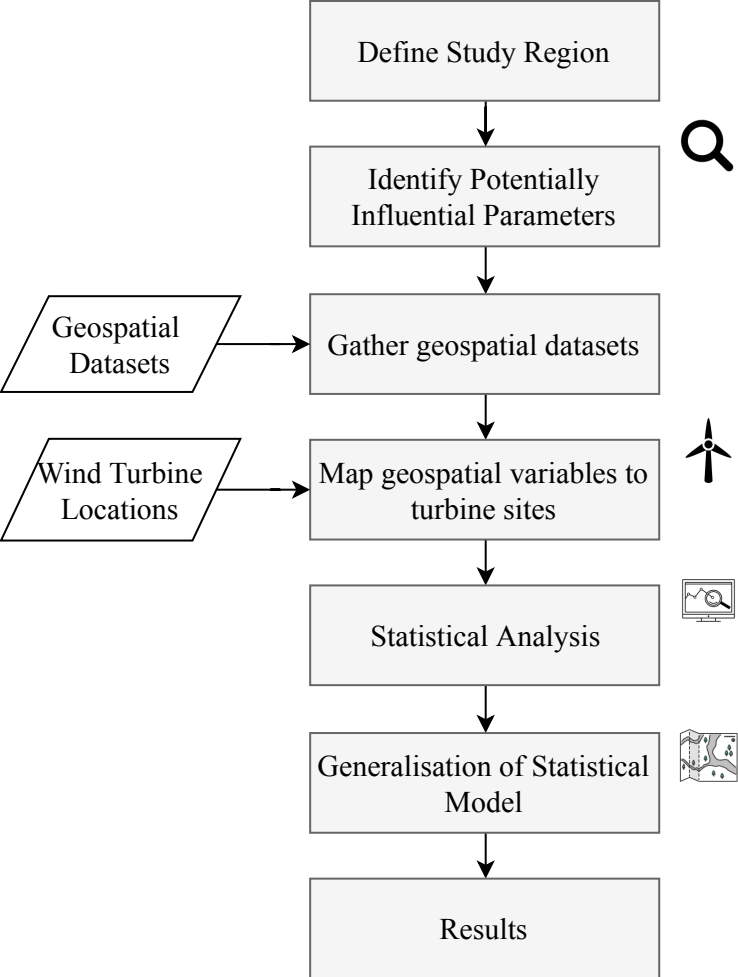 Define Study Region
Identify Potentially
Influential Parameters
Geospatial
Datasets
Gather geospatial datasets
Wind Turbine
Locations
Map geospatial variables to
turbine sites
Statistical Analysis
Generalisation of Statistical
Model
Results